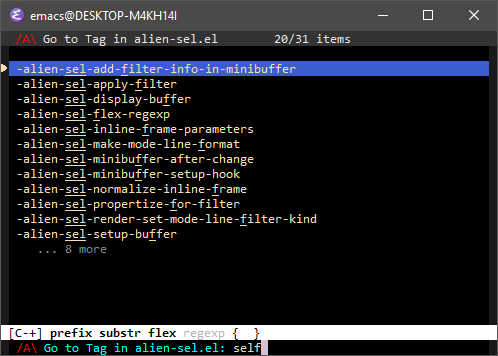 emacs@DESKTOP-M4KH14I
/A\ Go to Tag in alien-sel.el 20/31 items
-alien-sel-add-filter-info-in-minibuffer
-alien-sel-apply-filter
-alien-sel-display-buffer
-alien-sel-flex-regexp
-alien-sel-inline-frame-parameters
-alien-sel-make-mode-line-format
-alien-sel-minibuffer-after-change
-alien-sel-minibuffer-setup-hook
-alien-sel-normalize-inline-frame
-alien-sel-propertize-for-filter
-alien-sel-render-set-mode-line-filter-kind
-alien-sel-setup-buffer
... 8 more
[C-+] prefix substr flex regexp { }
/A\ Go to Tag in alien-sel.el: self